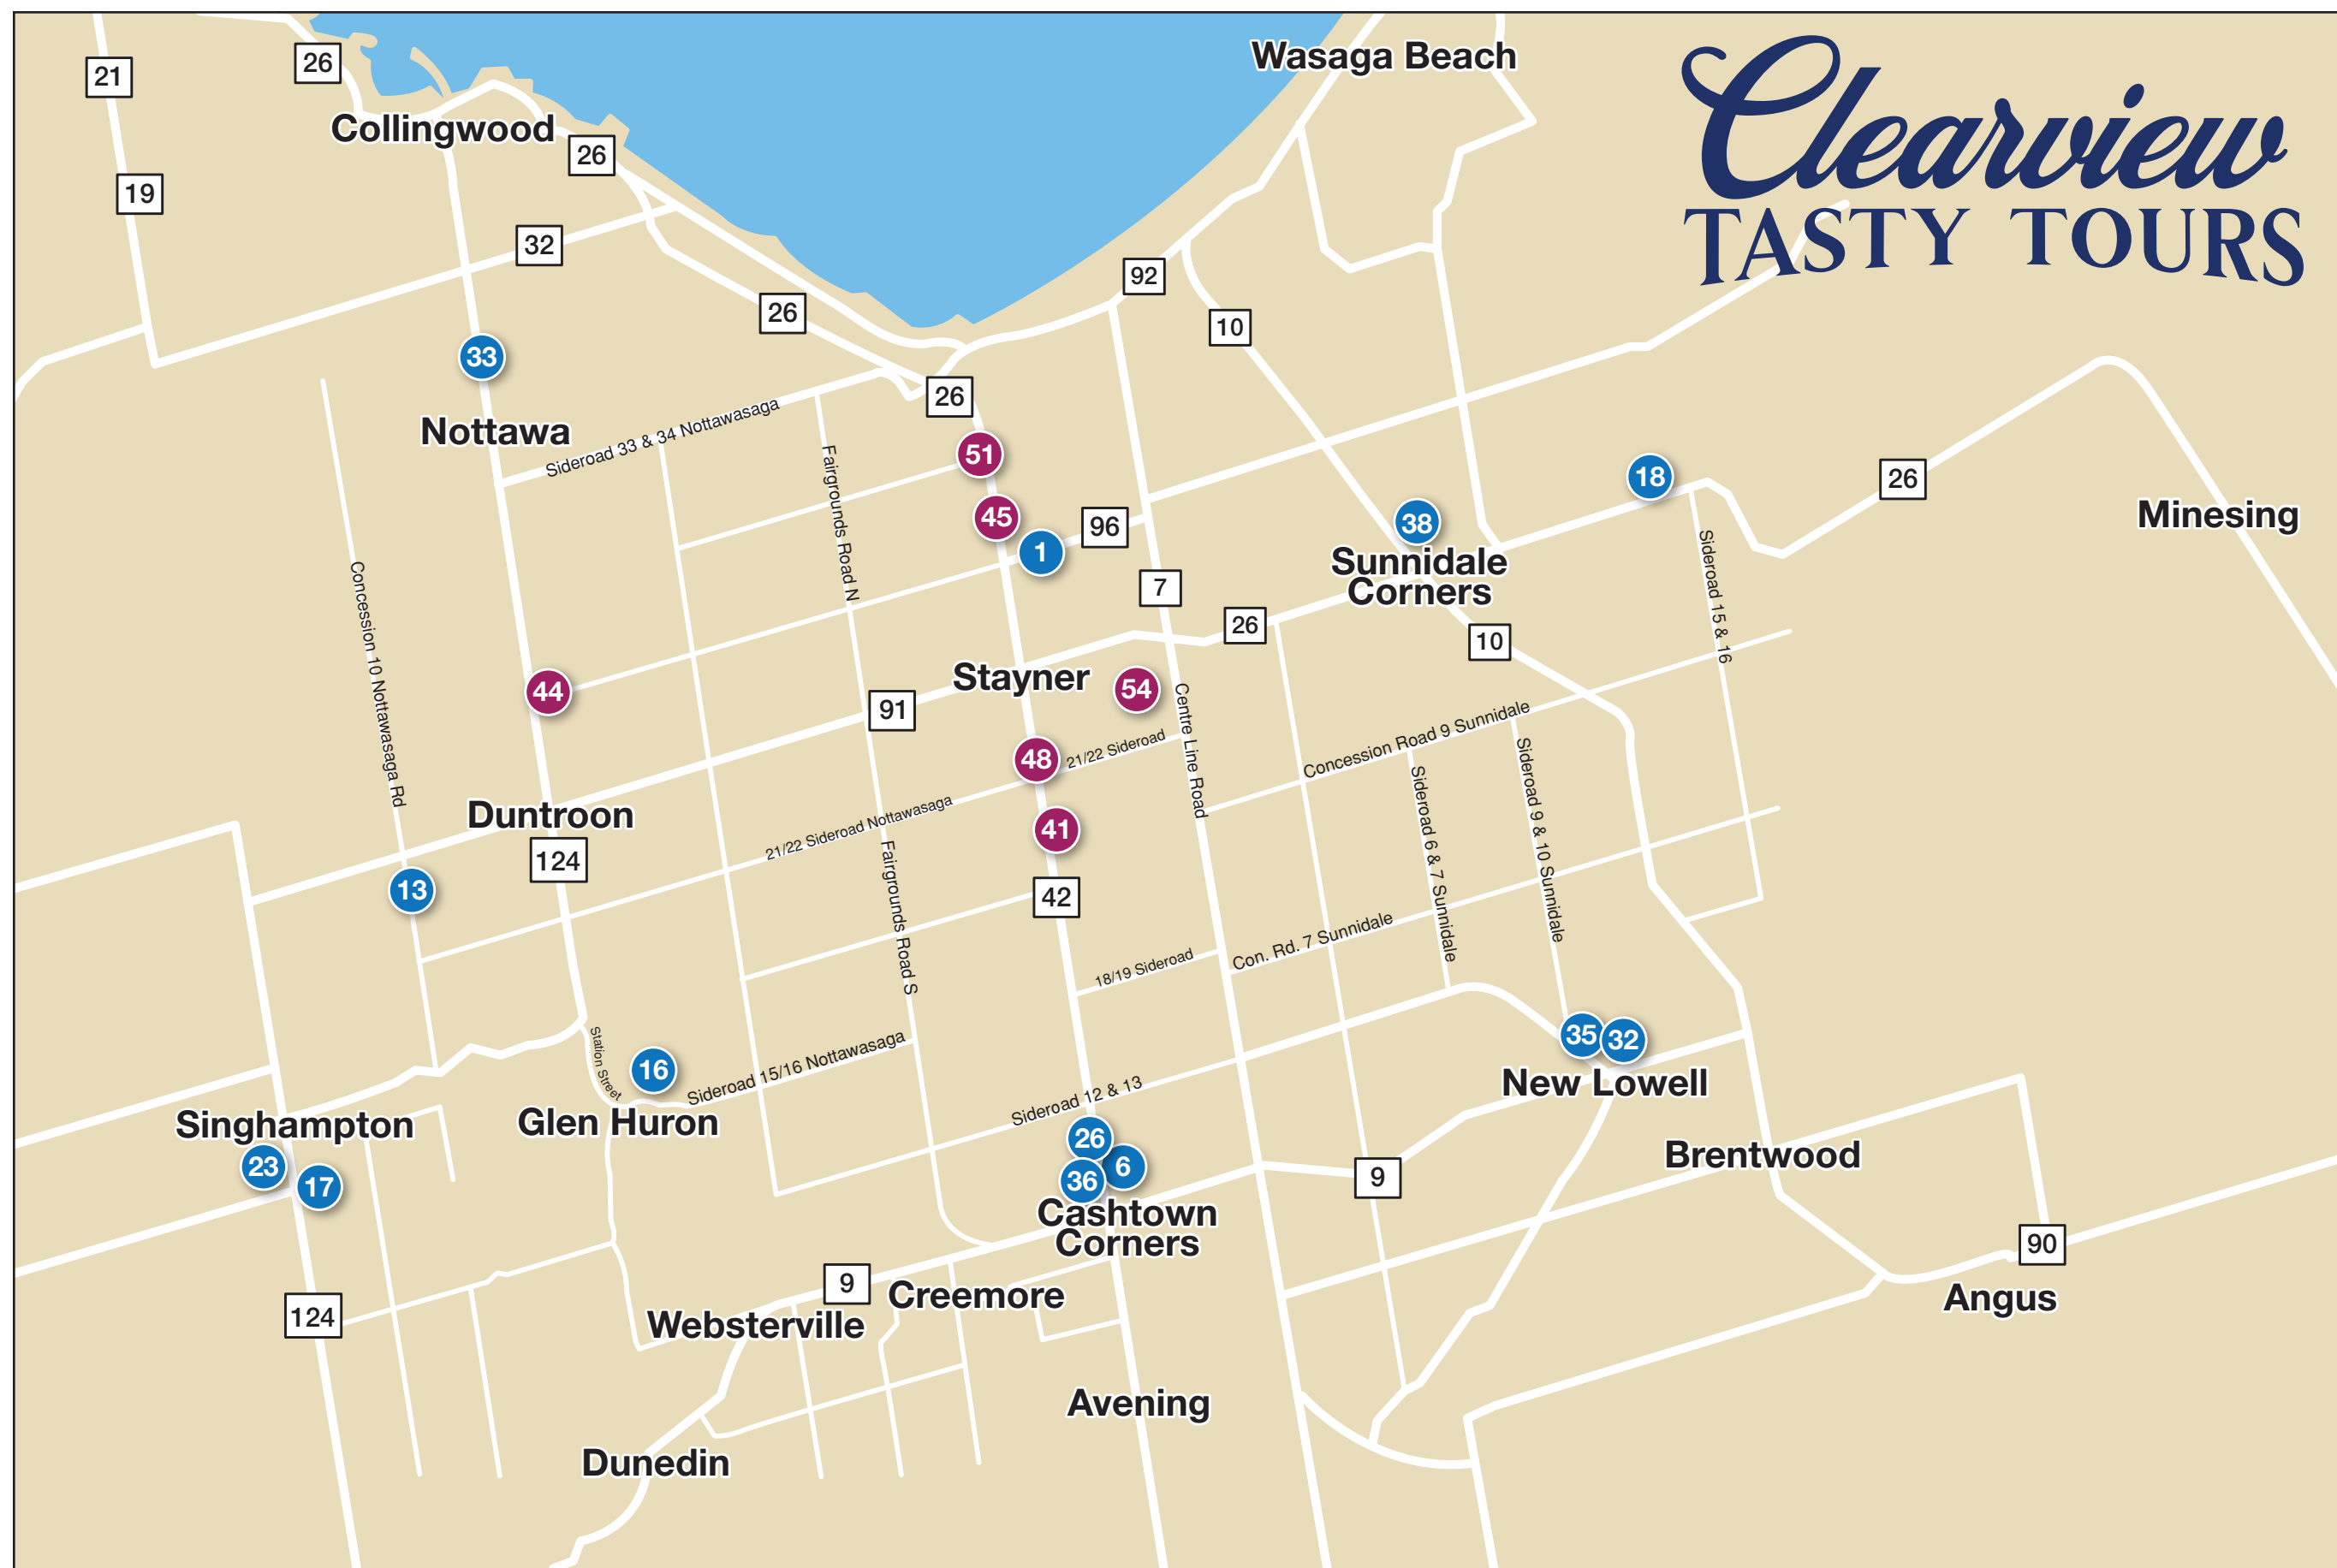 Clearview
TASTY TOURS
Wasaga Beach
26
21
Collingwood
26
19
32
92
26
10
33
26
Nottawa
Sideroad 33 & 34 Nottawasaga
51
Fairgrounds Road N
18
26
45
38
Minesing
96
1
Sunnidale
Corners
Sideroad 15 & 16
7
26
10
Concession 10 Nottawasaga Rd
Stayner
54
44
91
Centre Line Road
48
21/22 Sideroad
Concession Road 9 Sunnidale
Sideroad 6 & 7 Sunnidale
Sideroad 9 & 10 Sunnidale
Duntroon
21/22 Sideroad Nottawasaga
41
124
13
42
Fairgrounds Road S
Con. Rd. 7 Sunnidale
18/19 Sideroad
Station Street
16
Sideroad 15/16 Nottawasaga
35
32
New Lowell
Sideroad 12 & 13
Singhampton
Glen Huron
26
23
17
6
36
Brentwood
9
Cashtown
Corners
90
9
Creemore
Angus
124
Websterville
Avening
Dunedin